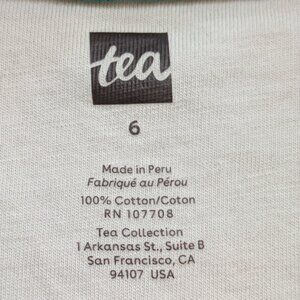 tea
6
Made in Peru
Fabriqué au Pérou
100% Cotton/Coton
RN 107708
Tea Collection
1 Arkansas St., Suite B
San Francisco, CA
94107 USA